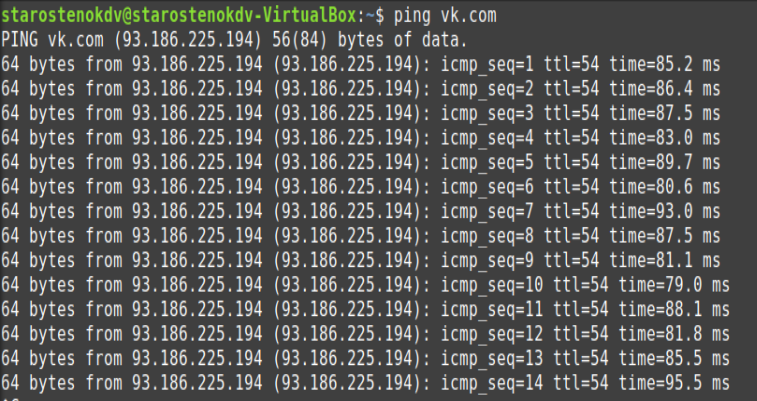 starostenokdv@starostenokdv-VirtualBox:~$ ping vk.com
PING vk.com (93.186.225.194) 56(84) bytes of data.
64 bytes from 93.186.225.194 (93.186.225.194): icmp_seq=1 ttl=54 time=85.2 ms
64 bytes from 93.186.225.194 (93.186.225.194): icmp_seq=2 ttl=54 time=86.4 ms
64 bytes from 93.186.225.194 (93.186.225.194): icmp_seq=3 ttl=54 time=87.5 ms
64 bytes from 93.186.225.194 (93.186.225.194): icmp_seq=4 ttl=54 time=83.0 ms
64 bytes from 93.186.225.194 (93.186.225.194): icmp_seq=5 ttl=54 time=89.7 ms
64 bytes from 93.186.225.194 (93.186.225.194): icmp_seq=6 ttl=54 time=80.6 ms
64 bytes from 93.186.225.194 (93.186.225.194): icmp_seq=7 ttl=54 time=93.0 ms
64 bytes from 93.186.225.194 (93.186.225.194): icmp_seq=8 ttl=54 time=87.5 ms
64 bytes from 93.186.225.194 (93.186.225.194): icmp_seq=9 ttl=54 time=81.1 ms
64 bytes from 93.186.225.194 (93.186.225.194): icmp_seq=10 ttl=54 time=79.0 ms
64 bytes from 93.186.225.194 (93.186.225.194): icmp_seq=11 ttl=54 time=88.1 ms
64 bytes from 93.186.225.194 (93.186.225.194): icmp_seq=12 ttl=54 time=81.8 ms
64 bytes from 93.186.225.194 (93.186.225.194): icmp_seq=13 ttl=54 time=85.5 ms
64 bytes from 93.186.225.194 (93.186.225.194): icmp_seq=14 ttl=54 time=95.5 ms